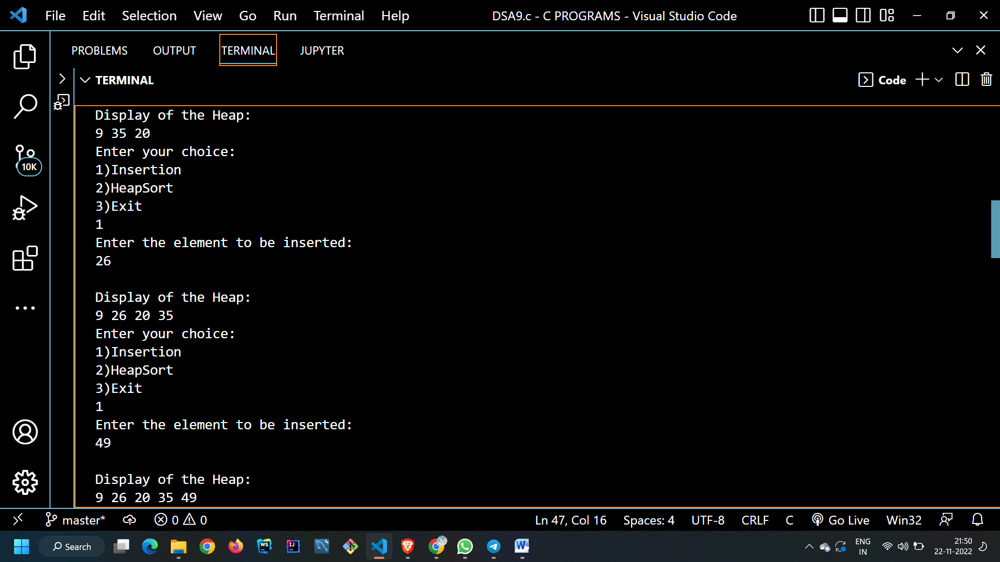 File Edit Selection View Go Run Terminal Help DSA9.c - C PROGRAMS - Visual Studio Code
PROBLEMS OUTPUT TERMINAL JUPYTER
TERMINAL Code
Display of the Heap:
9 35 20
Enter your choice:
1)Insertion
2)HeapSort
3)Exit
1
Enter the element to be inserted:
26
Display of the Heap:
9 26 20 35
Enter your choice:
1)Insertion
2)HeapSort
3)Exit
1
Enter the element to be inserted:
49
Display of the Heap:
9 26 20 35 49
10K
master* 0 0 Ln 47, Col 16 Spaces: 4 UTF-8 CRLF C Go Live Win32
Search WS IJ W ENG 21:50
IN 22-11-2022